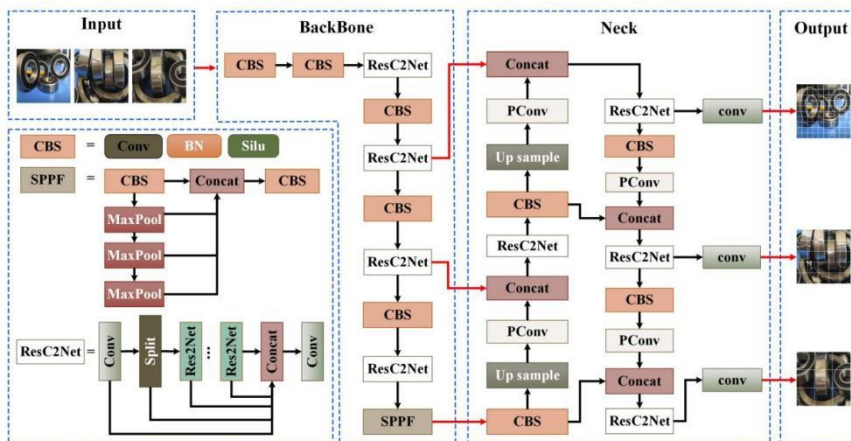 Input
BackBone
Neck
Output
CBS
CBS
ResC2Net
CBS
ResC2Net
CBS
ResC2Net
CBS
ResC2Net
SPPF
CBS = Conv BN Silu
SPPF = CBS Concat CBS
MaxPool
MaxPool
MaxPool
ResC2Net = Conv Split Res2Net ... Res2Net Concat Conv
Concat
PConv
Up sample
CBS
ResC2Net
Concat
PConv
Up sample
CBS
ResC2Net
CBS
PConv
Concat
ResC2Net
CBS
PConv
Concat
ResC2Net
conv
conv
conv